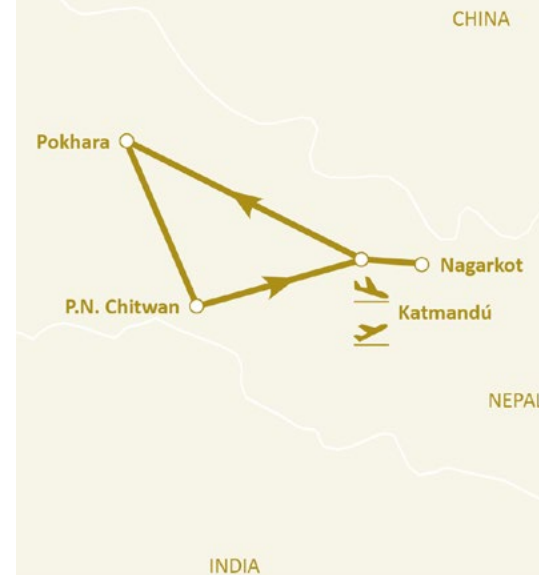 CHINA
Pokhara
Nagarkot
P.N. Chitwan
Katmandú
NEPAL
INDIA